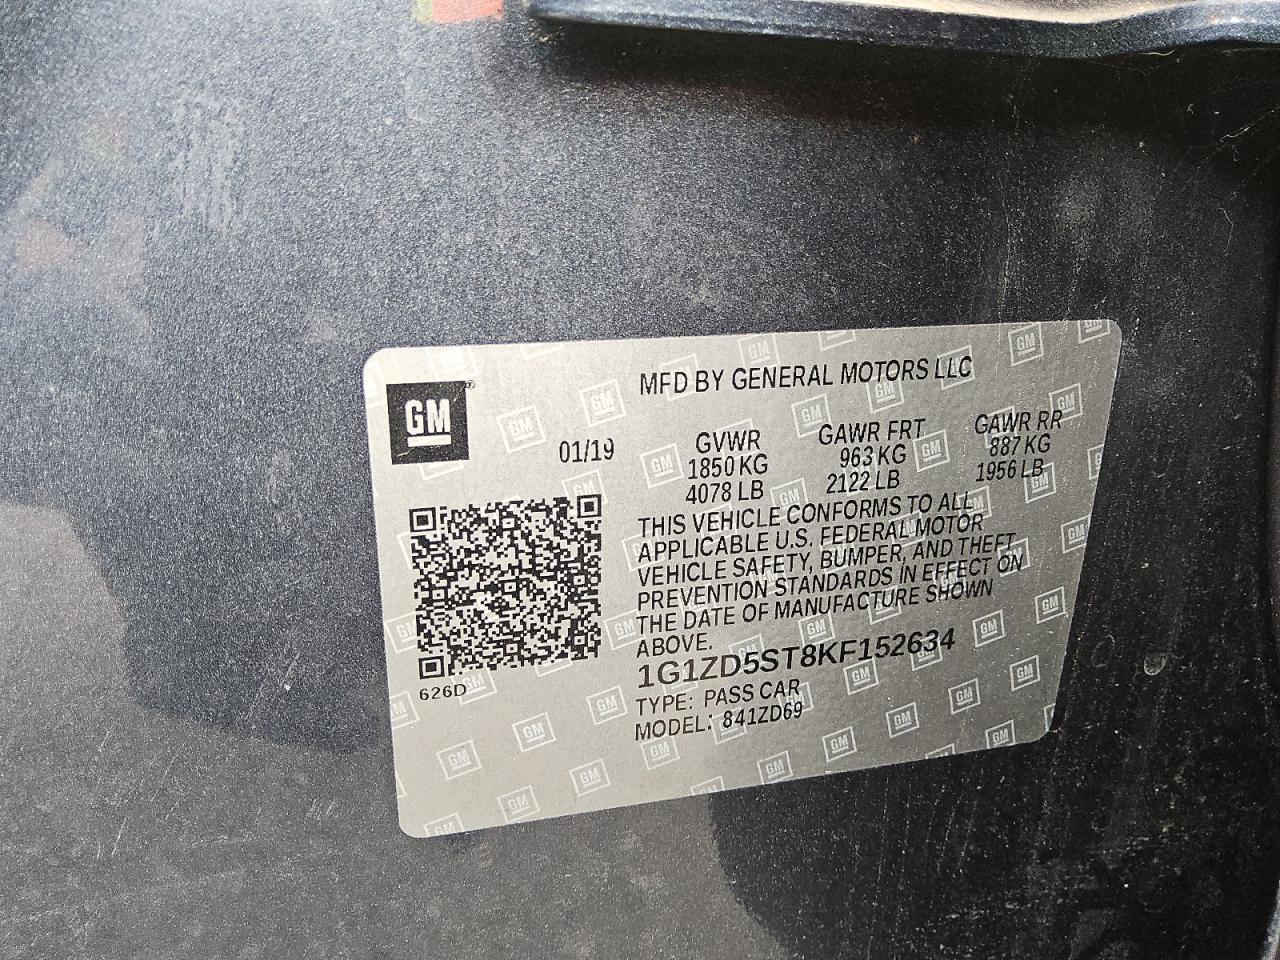 GM
MFD BY GENERAL MOTORS LLC
01/19
GVWR GAWR FRT GAWR RR
1850 KG 963 KG 887 KG
4078 LB 2122 LB 1956 LB
THIS VEHICLE CONFORMS TO ALL
APPLICABLE U.S. FEDERAL MOTOR
VEHICLE SAFETY, BUMPER, AND THEFT
PREVENTION STANDARDS IN EFFECT ON
THE DATE OF MANUFACTURE SHOWN
ABOVE.
1G1ZD5ST8KF152634
TYPE: PASS CAR
MODEL: 841ZD69
626D